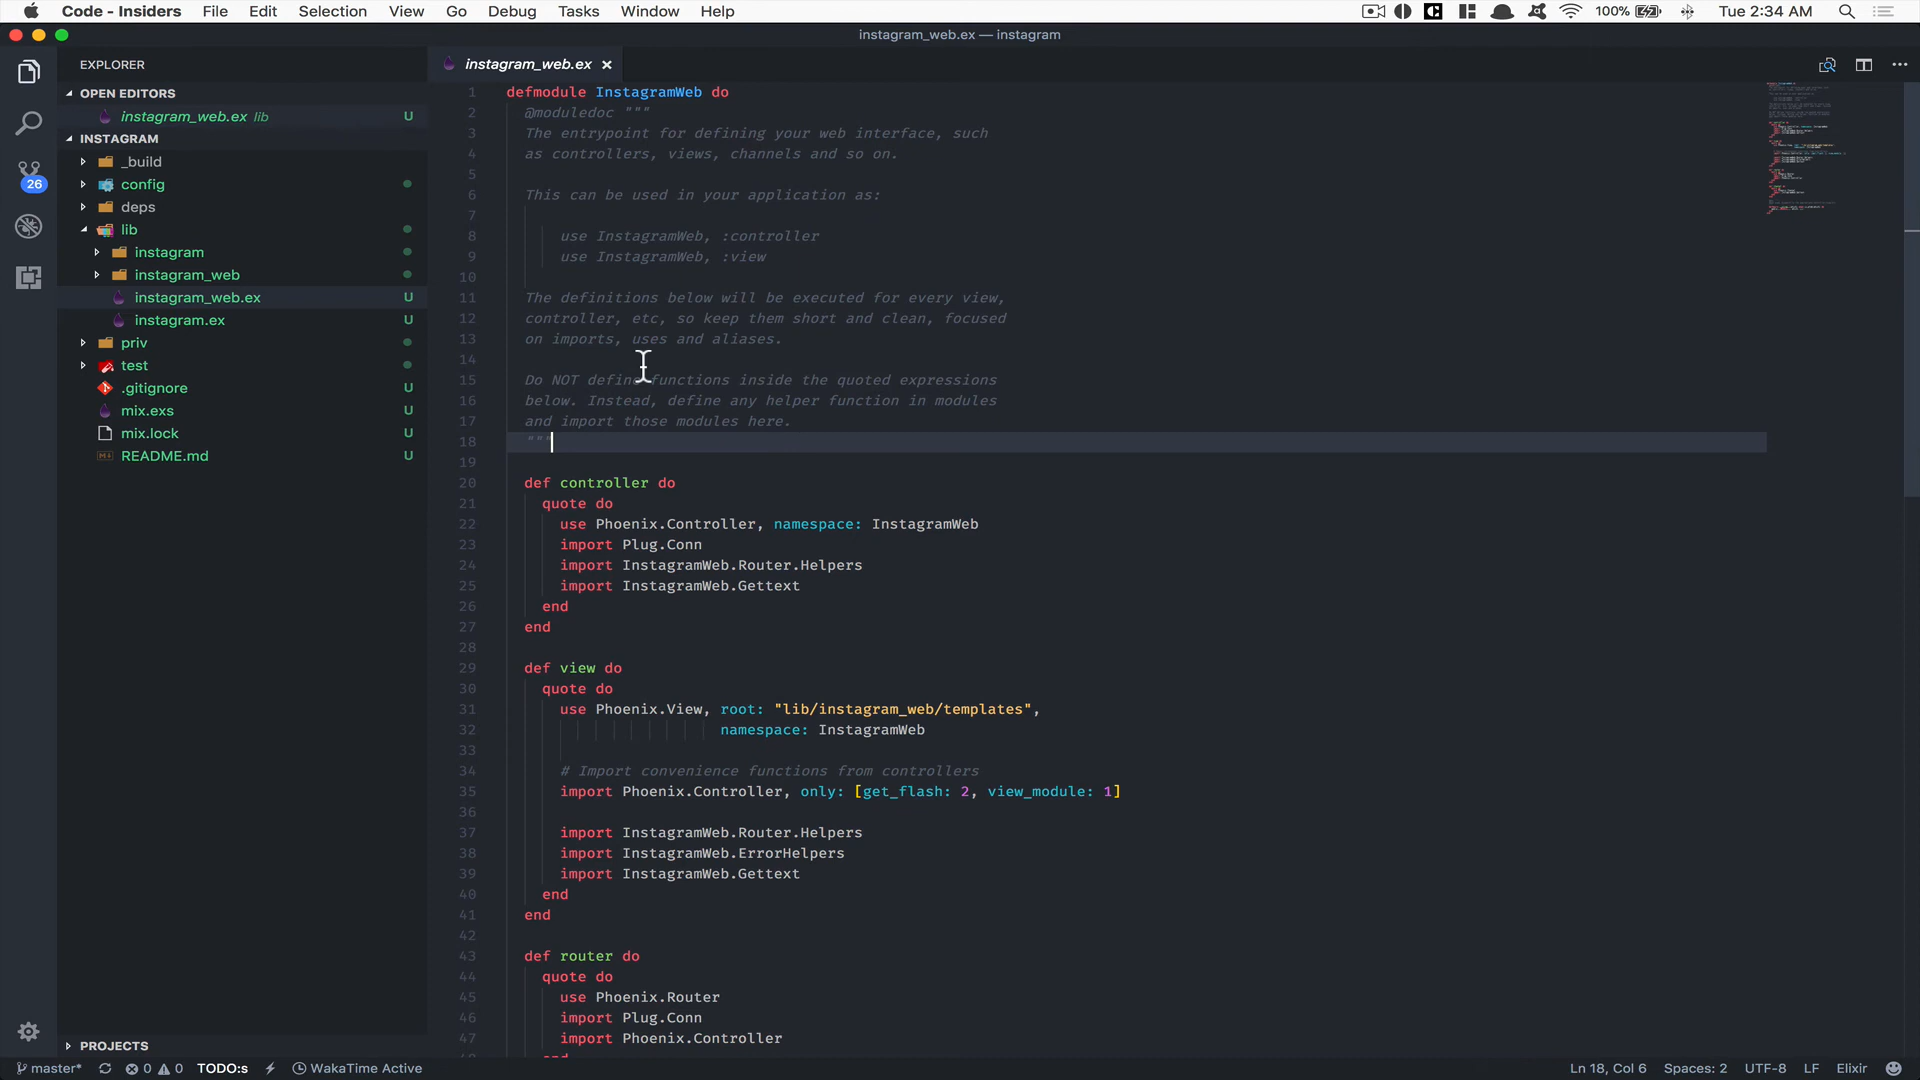 Code - Insiders File Edit Selection View Go Debug Tasks Window Help 100% Tue 2:34 AM
instagram_web.ex — instagram
EXPLORER
OPEN EDITORS
instagram_web.ex lib U
INSTAGRAM
_build
config
deps
lib
instagram
instagram_web
instagram_web.ex U
instagram.ex U
priv
test
.gitignore U
mix.exs U
mix.lock U
README.md U
PROJECTS
26
instagram_web.ex
1 defmodule InstagramWeb do
2 @moduledoc """
3 The entrypoint for defining your web interface, such
4 as controllers, views, channels and so on.
5
6 This can be used in your application as:
7
8 use InstagramWeb, :controller
9 use InstagramWeb, :view
10
11 The definitions below will be executed for every view,
12 controller, etc, so keep them short and clean, focused
13 on imports, uses and aliases.
14
15 Do NOT define functions inside the quoted expressions
16 below. Instead, define any helper function in modules
17 and import those modules here.
18 """
19
20 def controller do
21 quote do
22 use Phoenix.Controller, namespace: InstagramWeb
23 import Plug.Conn
24 import InstagramWeb.Router.Helpers
25 import InstagramWeb.Gettext
26 end
27 end
28
29 def view do
30 quote do
31 use Phoenix.View, root: "lib/instagram_web/templates",
32 namespace: InstagramWeb
33
34 # Import convenience functions from controllers
35 import Phoenix.Controller, only: [get_flash: 2, view_module: 1]
36
37 import InstagramWeb.Router.Helpers
38 import InstagramWeb.ErrorHelpers
39 import InstagramWeb.Gettext
40 end
41 end
42
43 def router do
44 quote do
45 use Phoenix.Router
46 import Plug.Conn
47 import Phoenix.Controller
master* 0 0 TODO:s WakaTime Active Ln 18, Col 6 Spaces: 2 UTF-8 LF Elixir